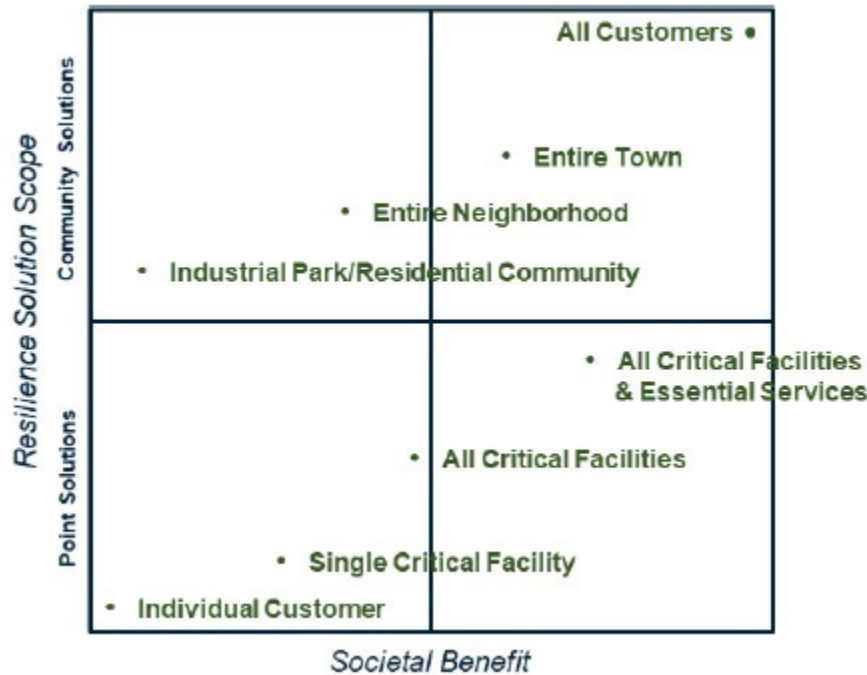 All Customers
Entire Town
Entire Neighborhood
Industrial Park/Residential Community
All Critical Facilities
& Essential Services
All Critical Facilities
Single Critical Facility
Individual Customer
Resilience Solution Scope
Community Solutions
Point Solutions
Societal Benefit